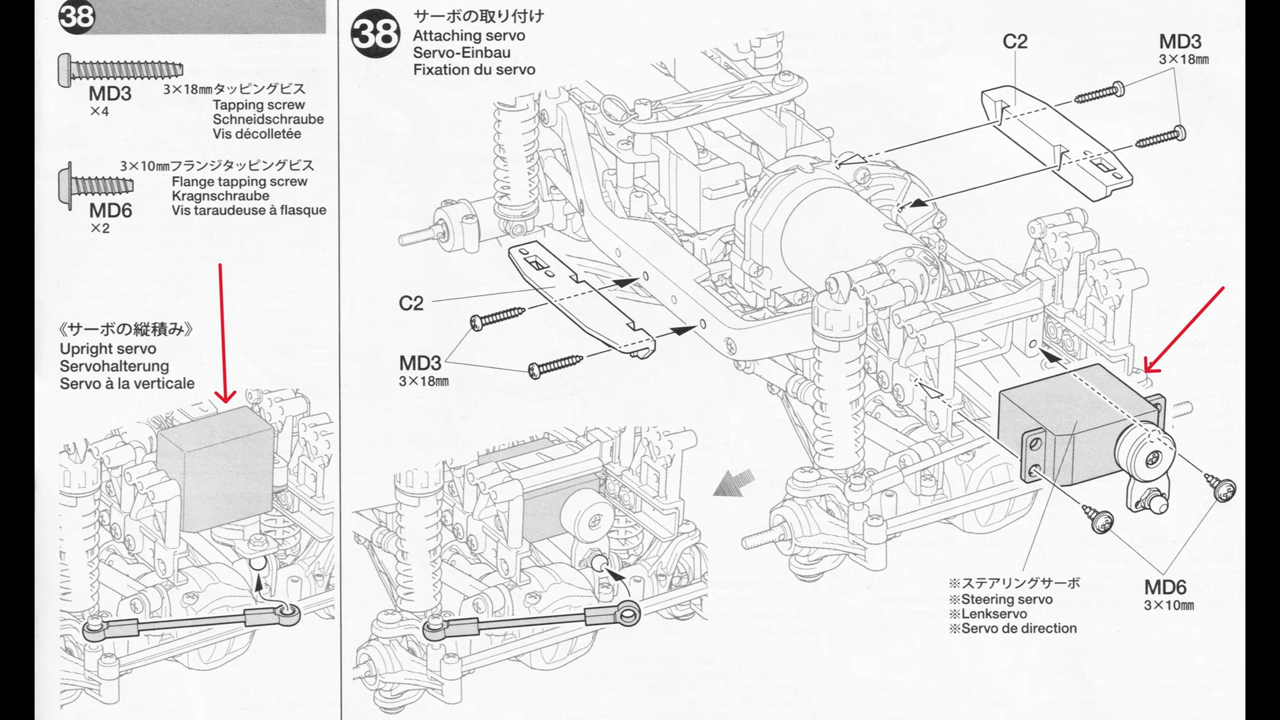 38
MD3
×4
3×18mmタッピングビス
Tapping screw
Schneidschraube
Vis décolletée
3×10mmフランジタッピングビス
MD6
×2
Flange tapping screw
Kragnschraube
Vis taraudeuse à flasque
《サーボの縦積み》
Upright servo
Servohalterung
Servo à la verticale
38
サーボの取り付け
Attaching servo
Servo-Einbau
Fixation du servo
C2
MD3
3×18mm
C2
MD3
3×18mm
※ステアリングサーボ
※Steering servo
※Lenkservo
※Servo de direction
MD6
3×10mm